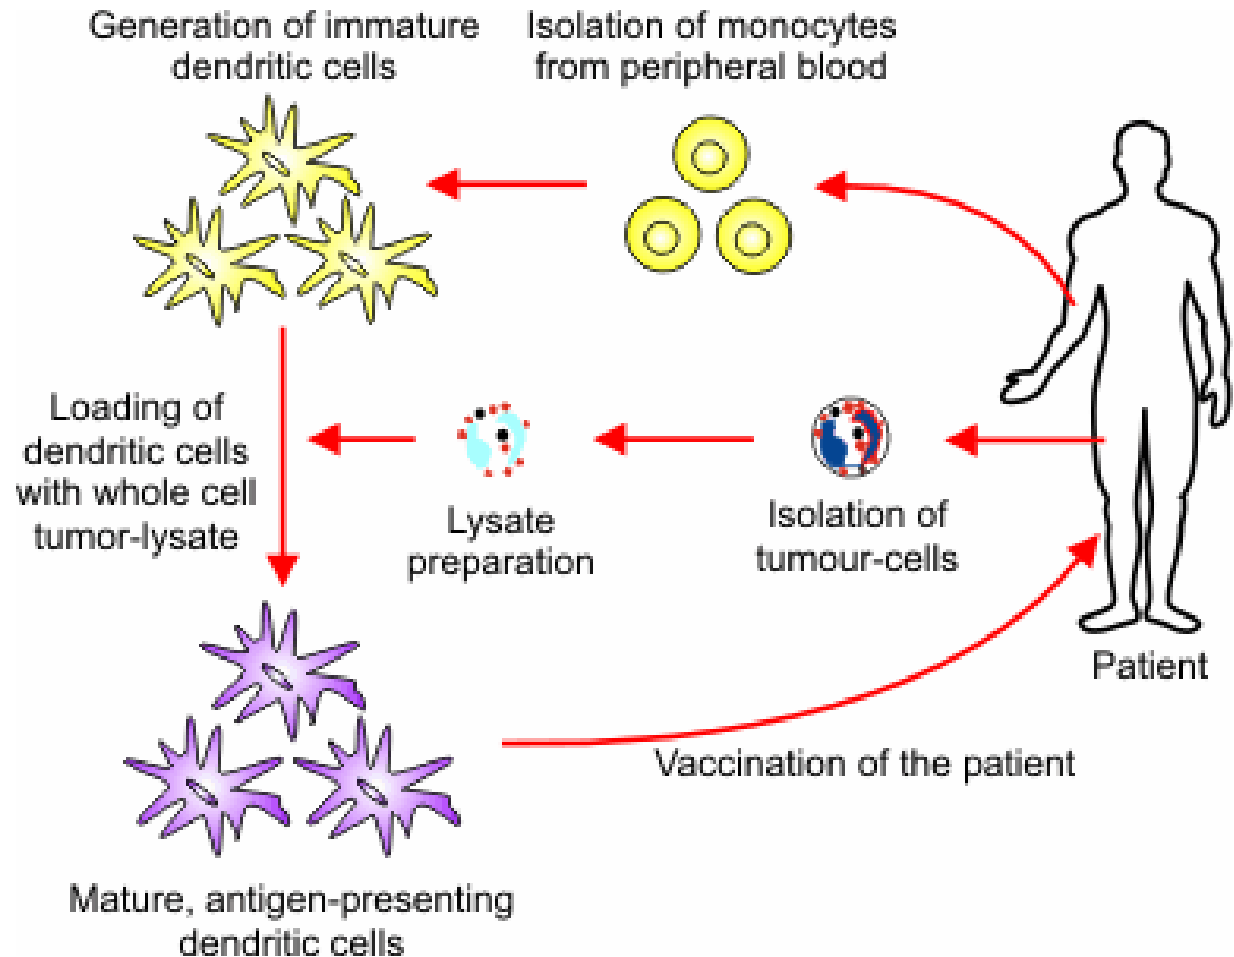 Generation of immature
dendritic cells
Isolation of monocytes
from peripheral blood
Loading of
dendritic cells
with whole cell
tumor-lysate
Lysate
preparation
Isolation of
tumour-cells
Patient
Vaccination of the patient
Mature, antigen-presenting
dendritic cells